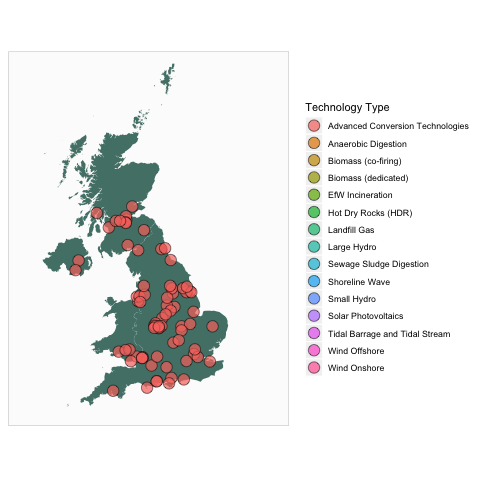 Technology Type
Advanced Conversion Technologies
Anaerobic Digestion
Biomass (co-firing)
Biomass (dedicated)
EfW Incineration
Hot Dry Rocks (HDR)
Landfill Gas
Large Hydro
Sewage Sludge Digestion
Shoreline Wave
Small Hydro
Solar Photovoltaics
Tidal Barrage and Tidal Stream
Wind Offshore
Wind Onshore